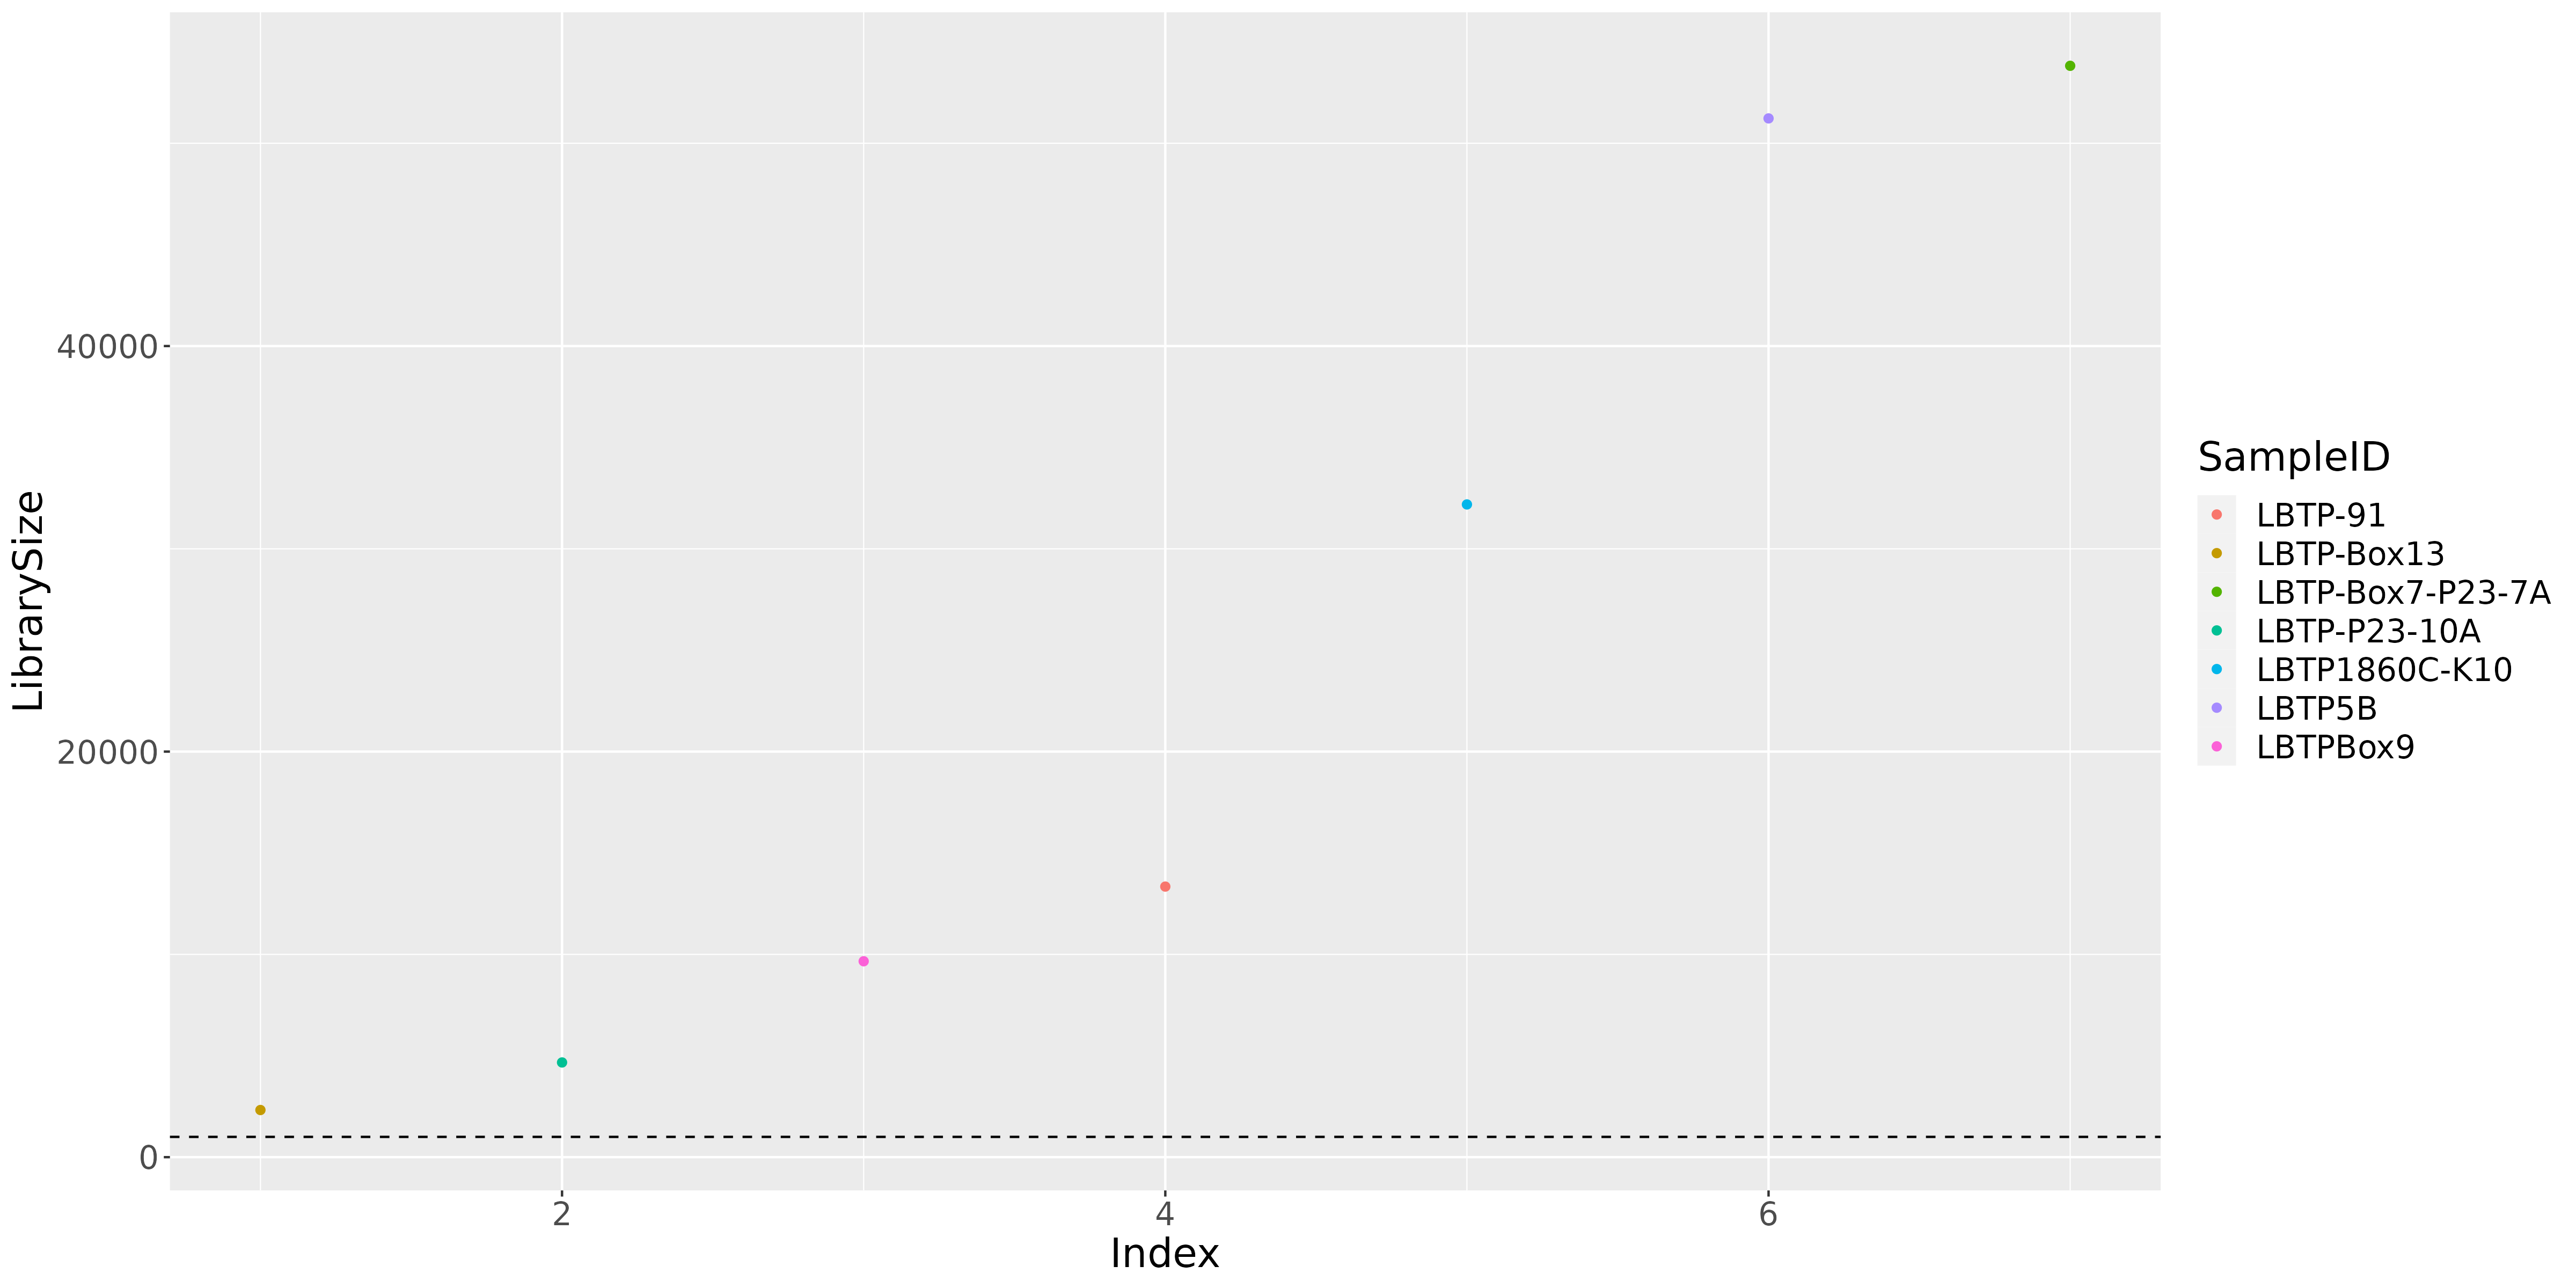 LibrarySize
40000
20000
0
2
4
6
Index
SampleID
LBTP-91
LBTP-Box13
LBTP-Box7-P23-7A
LBTP-P23-10A
LBTP1860C-K10
LBTP5B
LBTPBox9